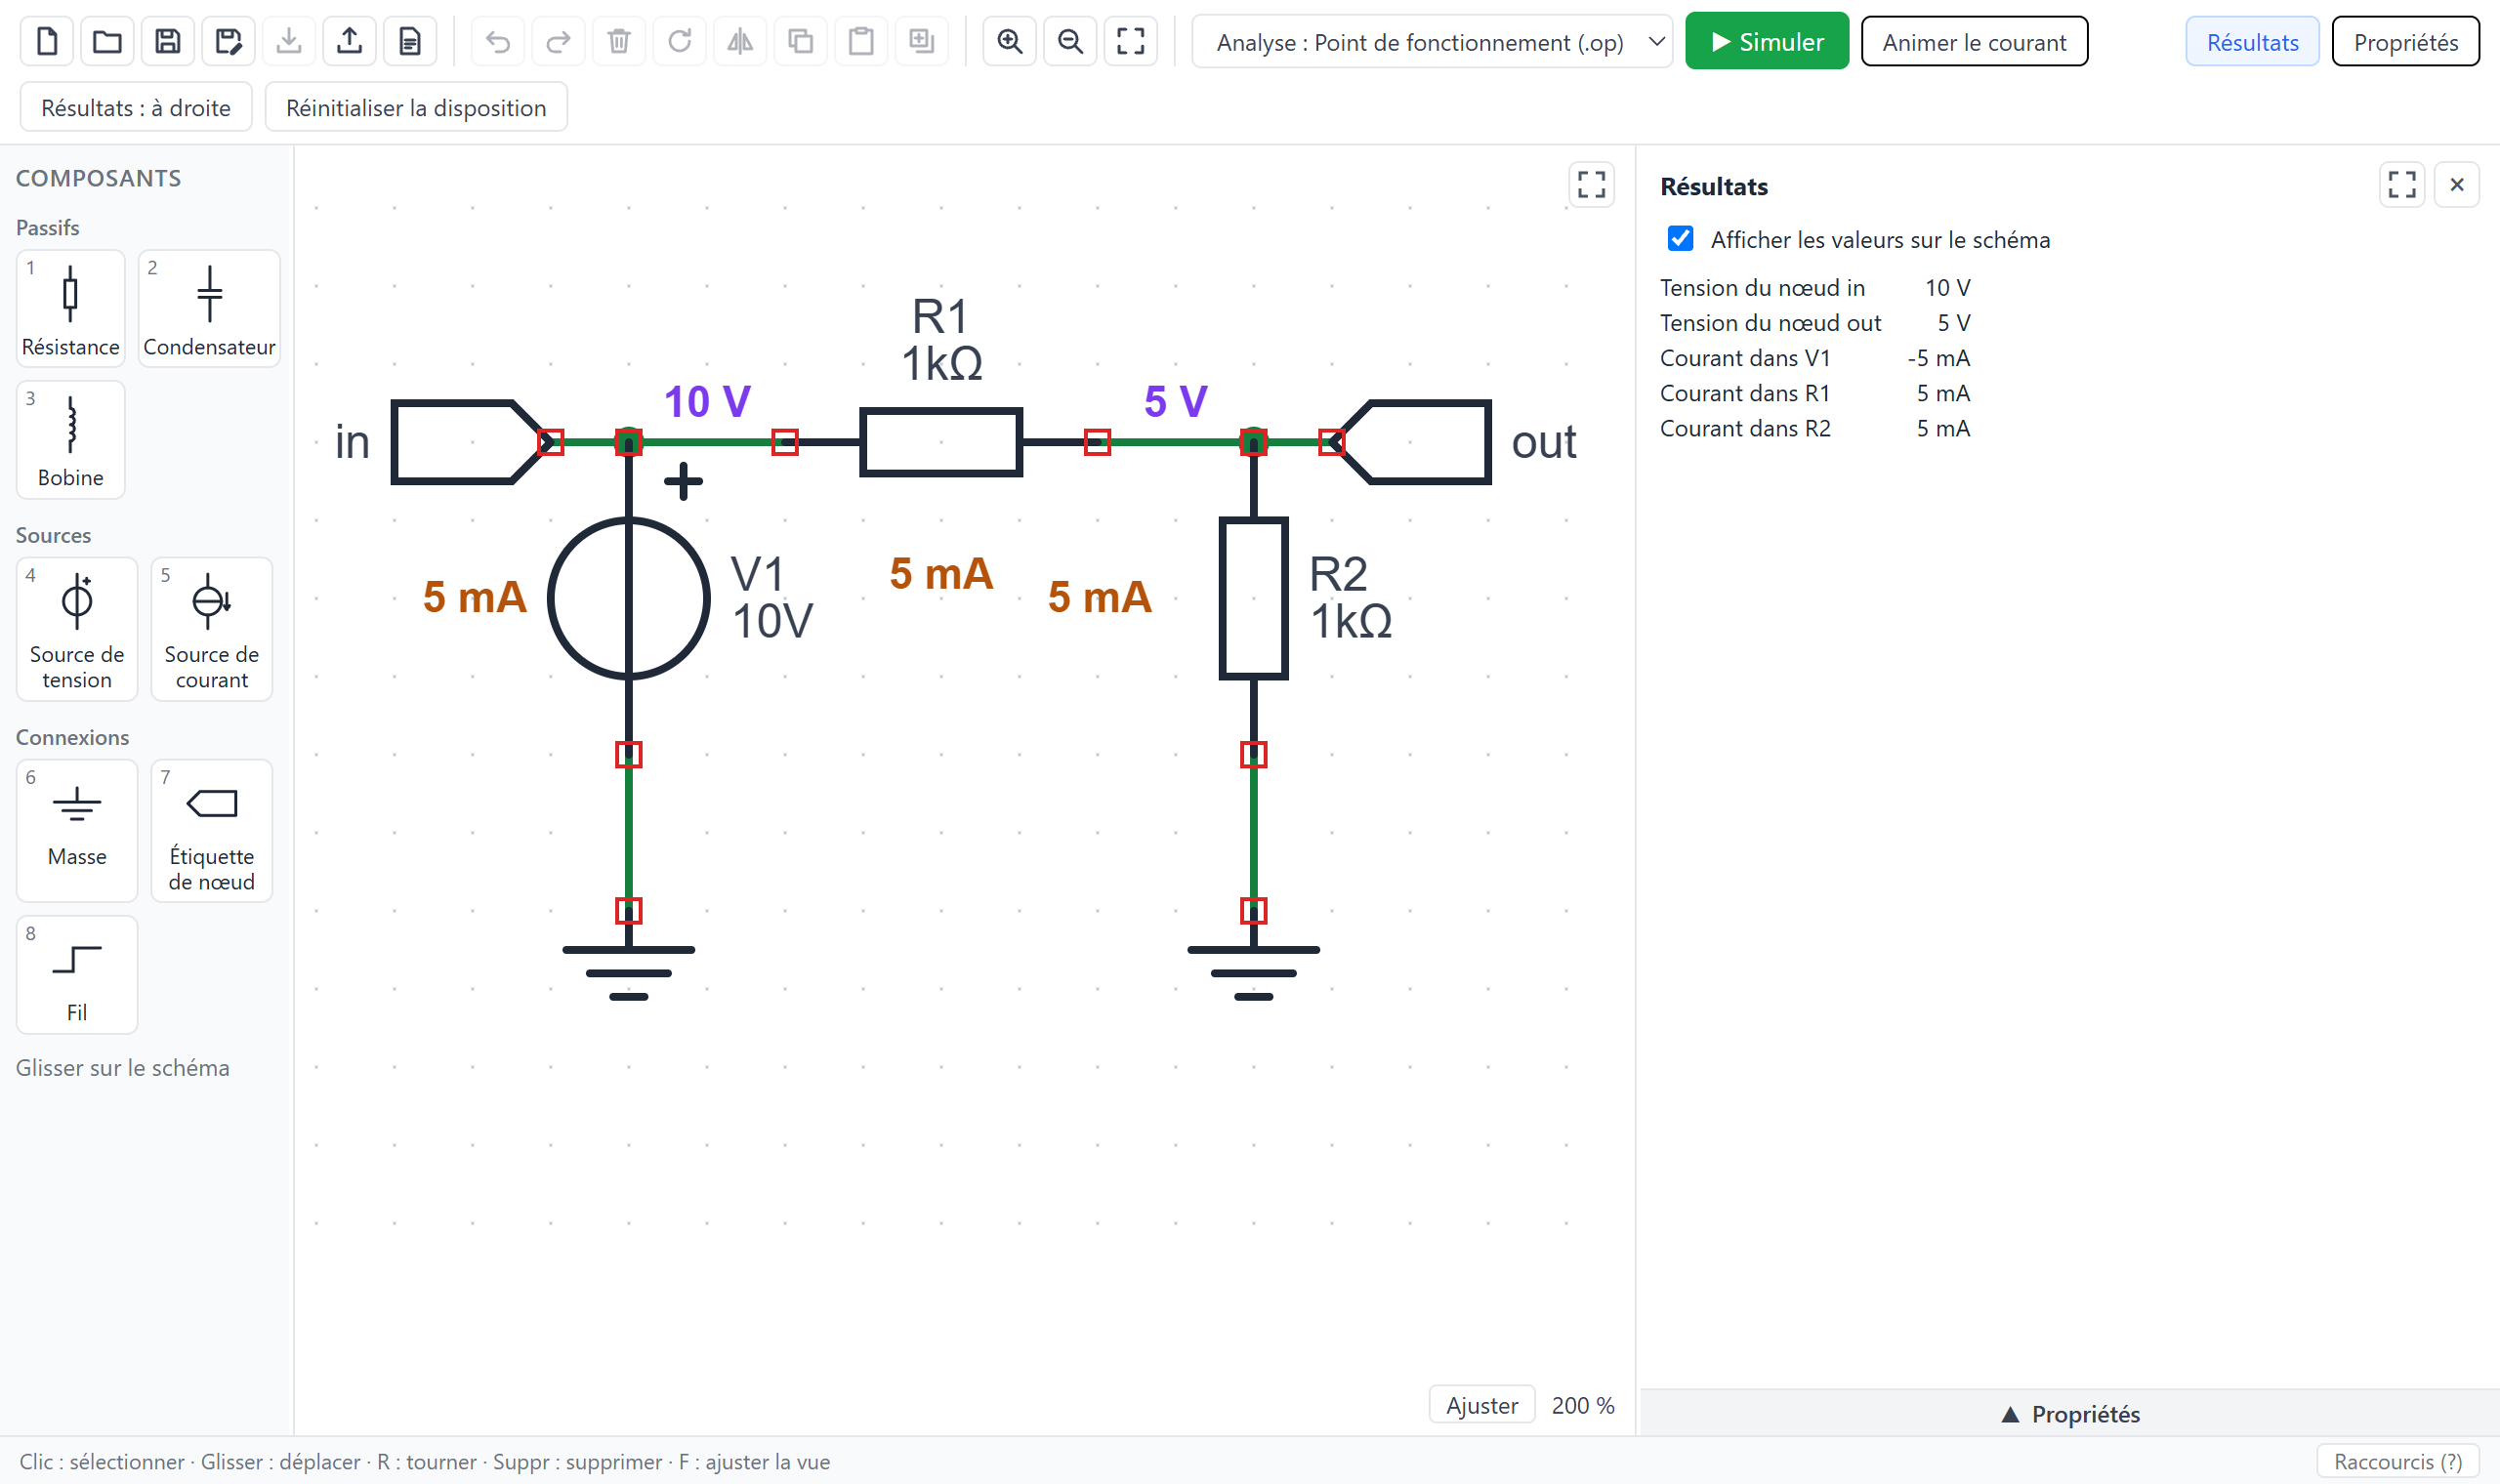 Analyse : Point de fonctionnement (.op)
▶ Simuler
Animer le courant
Résultats
Propriétés
Résultats : à droite
Réinitialiser la disposition
COMPOSANTS
Passifs
1
Résistance
2
Condensateur
3
Bobine
Sources
4
Source de
tension
5
Source de
courant
Connexions
6
Masse
7
Étiquette
de nœud
8
Fil
Glisser sur le schéma
R1
1kΩ
10 V
5 V
in
out
+
5 mA
V1
10V
5 mA
5 mA
R2
1kΩ
Ajuster
200 %
Résultats
×
Afficher les valeurs sur le schéma
Tension du nœud in 10 V
Tension du nœud out 5 V
Courant dans V1 -5 mA
Courant dans R1 5 mA
Courant dans R2 5 mA
▲ Propriétés
Clic : sélectionner · Glisser : déplacer · R : tourner · Suppr : supprimer · F : ajuster la vue
Raccourcis (?)